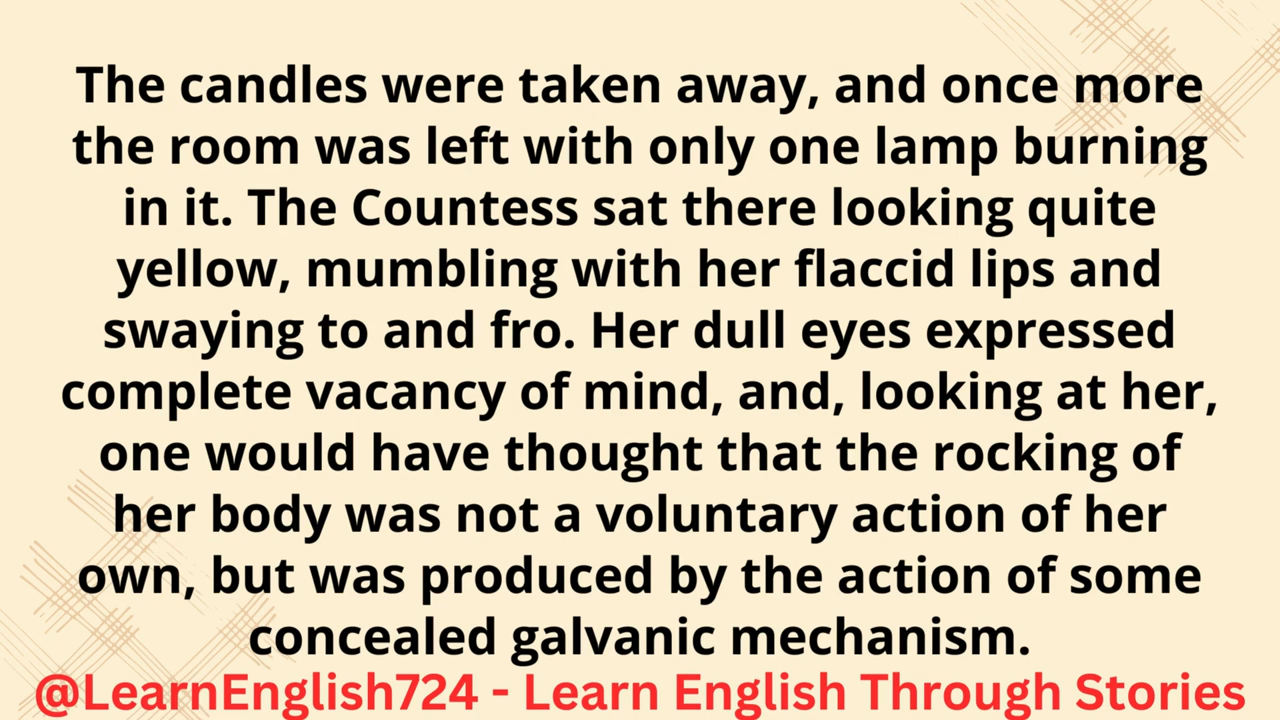 The candles were taken away, and once more
the room was left with only one lamp burning
in it. The Countess sat there looking quite
yellow, mumbling with her flaccid lips and
swaying to and fro. Her dull eyes expressed
complete vacancy of mind, and, looking at her,
one would have thought that the rocking of
her body was not a voluntary action of her
own, but was produced by the action of some
concealed galvanic mechanism.
@LearnEnglish724 - Learn English Through Stories